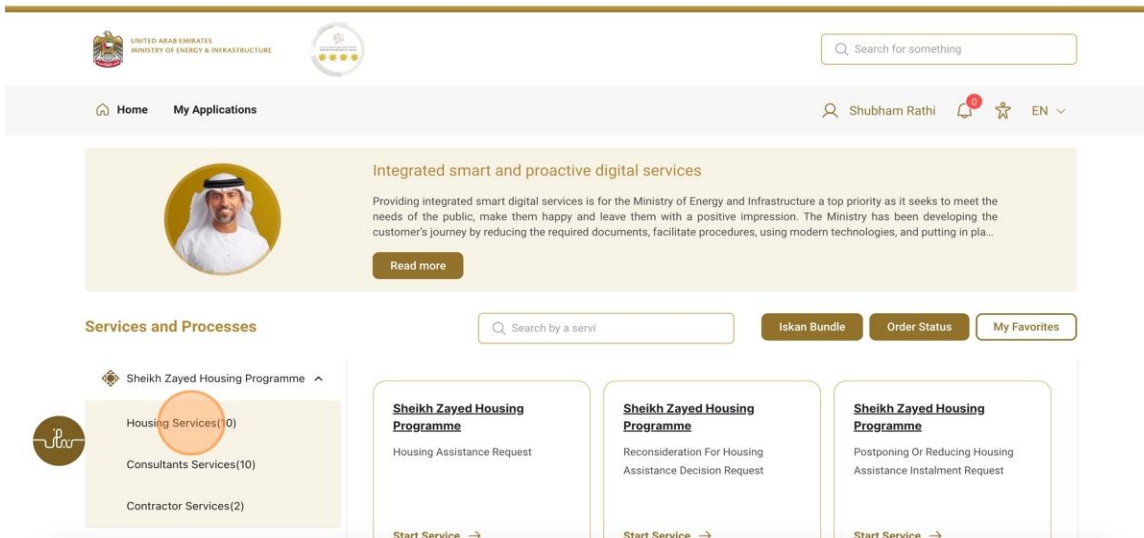 UNITED ARAB EMIRATES
MINISTRY OF ENERGY & INFRASTRUCTURE
Search for something
Home My Applications
Shubham Rathi 0 EN
Integrated smart and proactive digital services
Providing integrated smart digital services is for the Ministry of Energy and Infrastructure a top priority as it seeks to meet the
needs of the public, make them happy and leave them with a positive impression. The Ministry has been developing the
customer's journey by reducing the required documents, facilitate procedures, using modern technologies, and putting in pla...
Read more
Services and Processes
Search by a servi
Iskan Bundle Order Status My Favorites
Sheikh Zayed Housing Programme
Housing Services(10)
Consultants Services(10)
Contractor Services(2)
Sheikh Zayed Housing
Programme
Housing Assistance Request
Start Service →
Sheikh Zayed Housing
Programme
Reconsideration For Housing
Assistance Decision Request
Start Service →
Sheikh Zayed Housing
Programme
Postponing Or Reducing Housing
Assistance Instalment Request
Start Service →